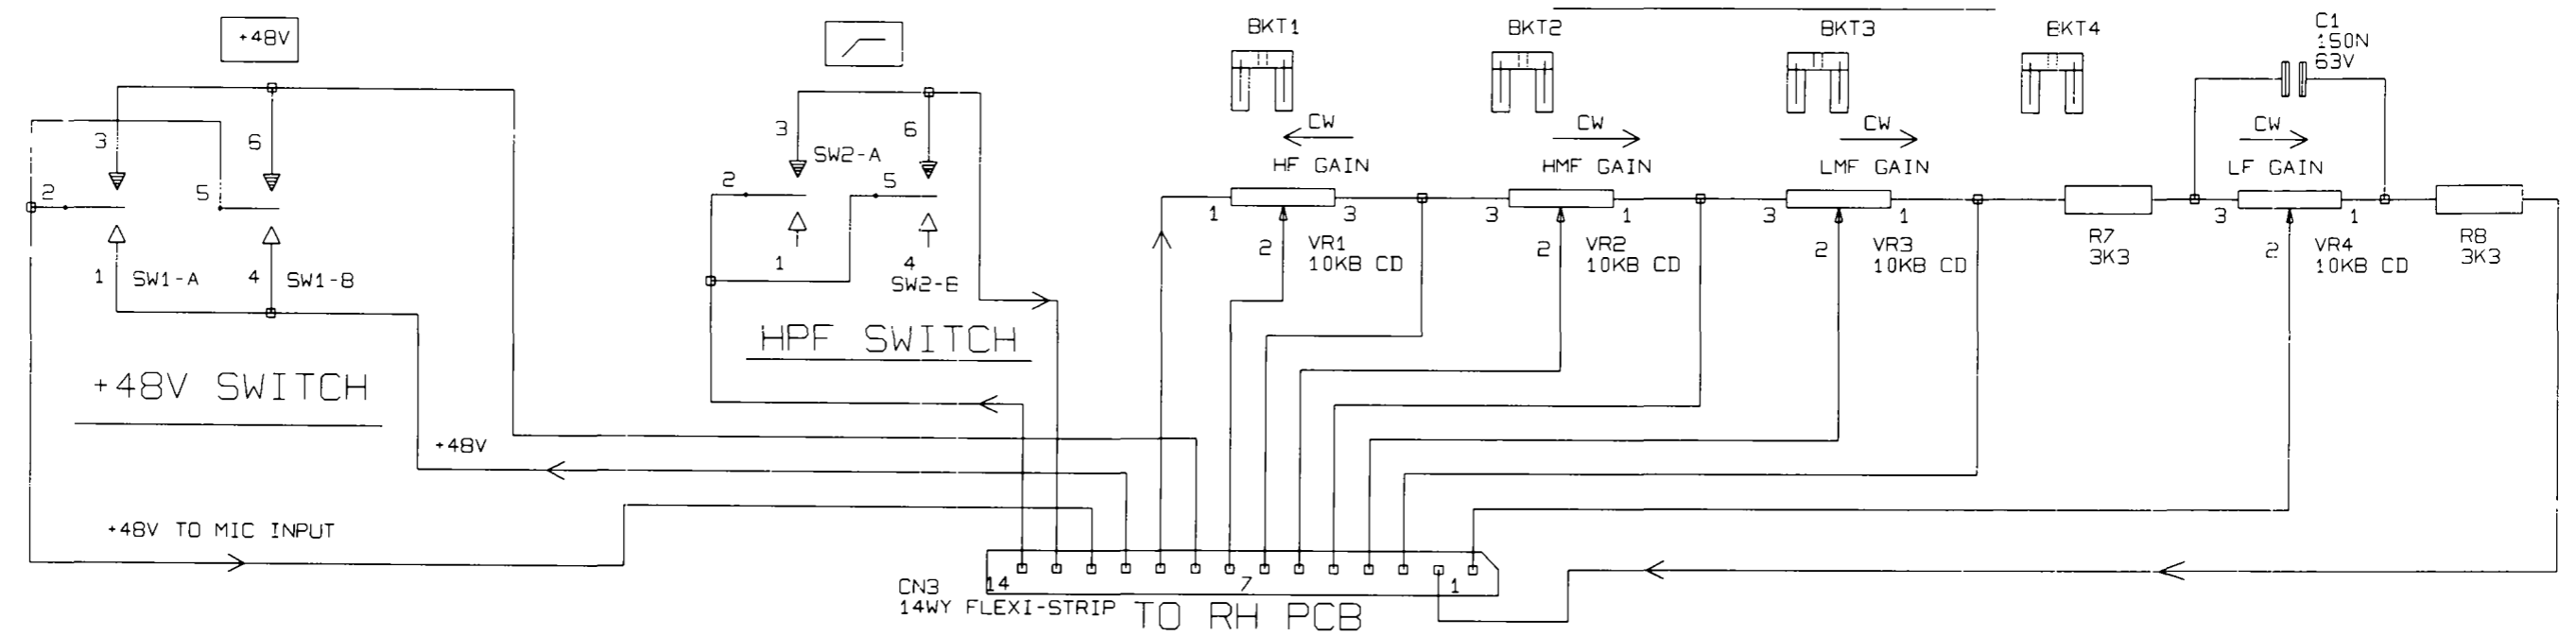 +48V
3
6
2
5
1
SW1-A
4
SW1-B
+48V SWITCH
+48V
+48V TO MIC INPUT
3
6
SW2-A
2
5
1
4
SW2-E
HPF SWITCH
BKT1
BKT2
BKT3
BKT4
C1
150N
63V
CW
CW
CW
CW
HF GAIN
HMF GAIN
LMF GAIN
LF GAIN
1
3
2
VR1
10KB CD
3
1
2
VR2
10KB CD
3
1
2
VR3
10KB CD
R7
3K3
3
1
2
VR4
10KB CD
R8
3K3
14
7
1
CN3
14WY FLEXI-STRIP
TO RH PCB